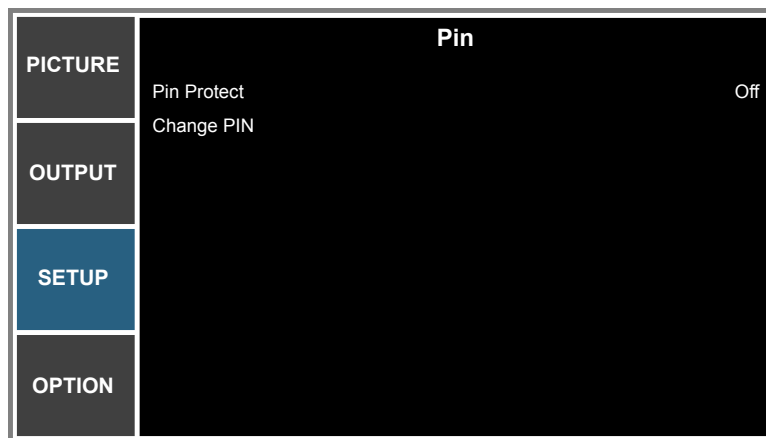 PICTURE
OUTPUT
SETUP
OPTION
Pin
Pin Protect Off
Change PIN